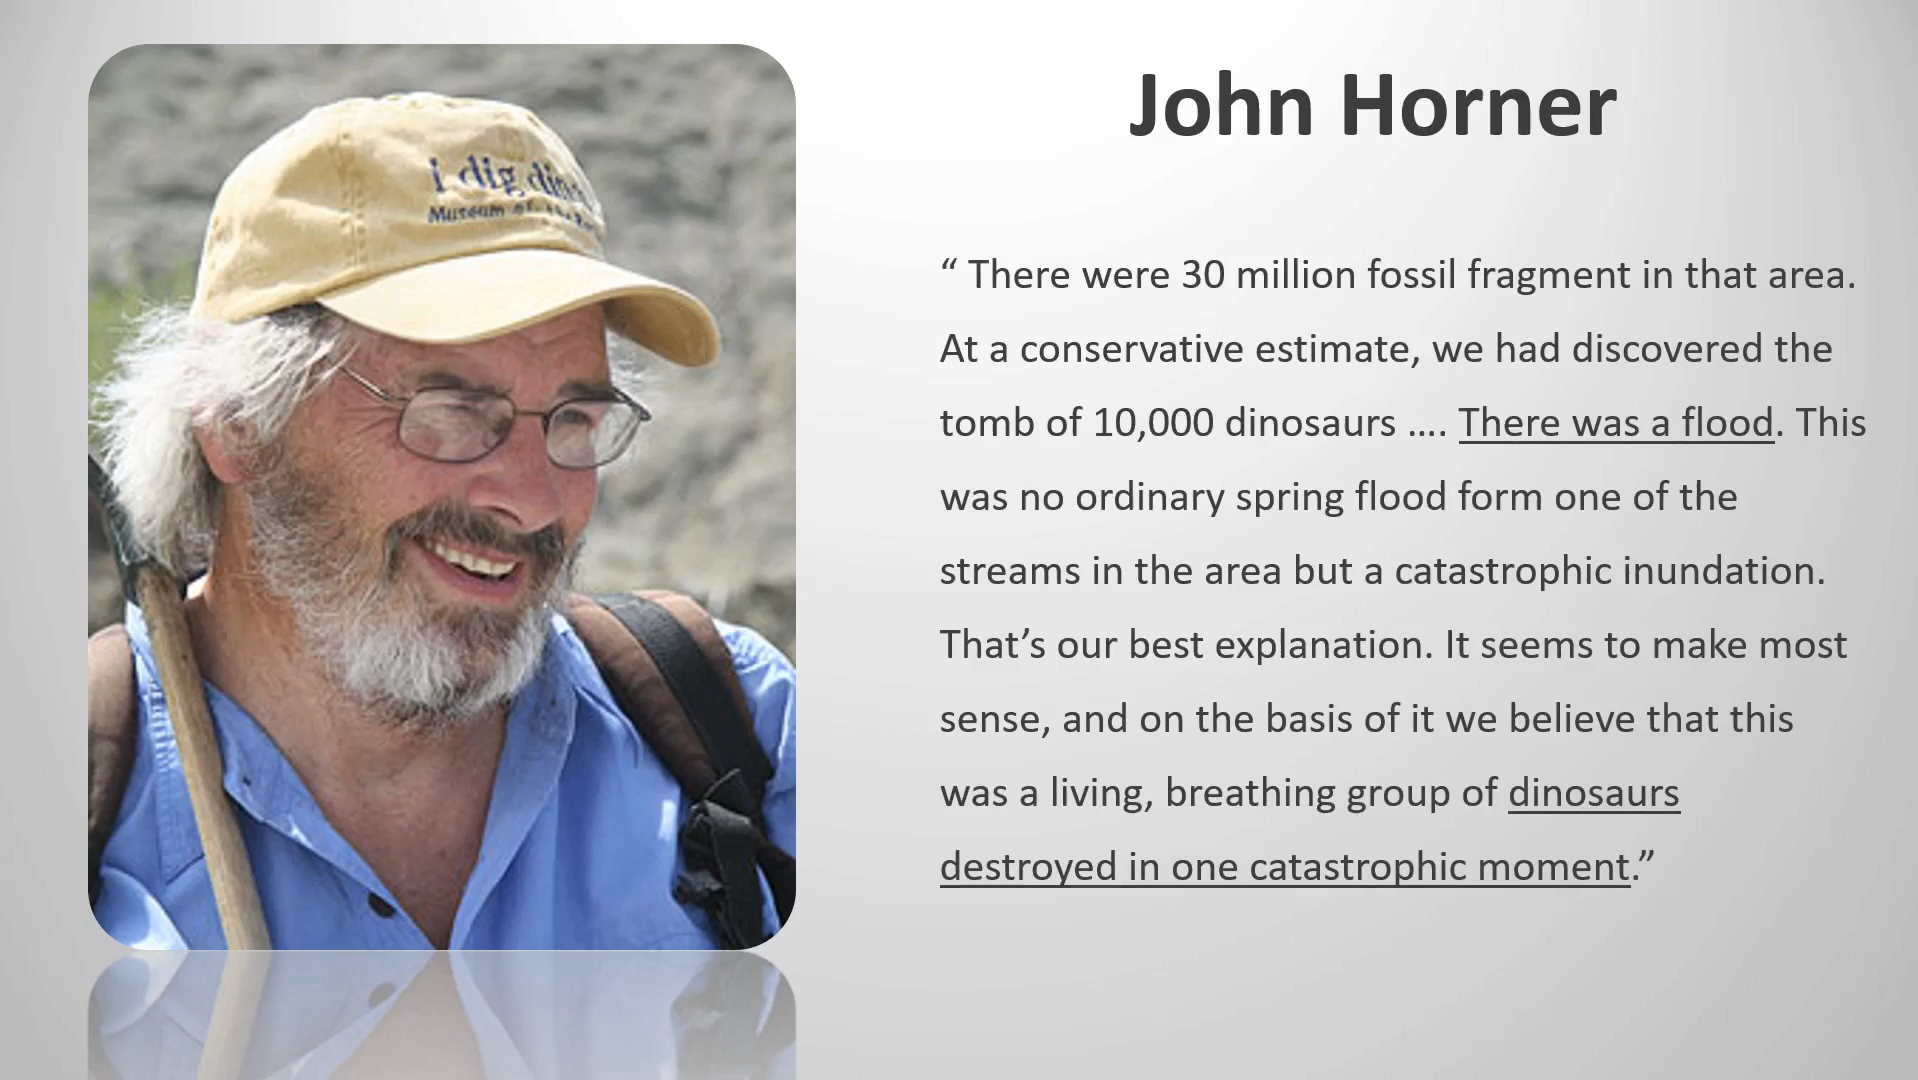 John Horner
i dig
Museum of the
“ There were 30 million fossil fragment in that area.
At a conservative estimate, we had discovered the
tomb of 10,000 dinosaurs .... There was a flood. This
was no ordinary spring flood form one of the
streams in the area but a catastrophic inundation.
That’s our best explanation. It seems to make most
sense, and on the basis of it we believe that this
was a living, breathing group of dinosaurs
destroyed in one catastrophic moment.”